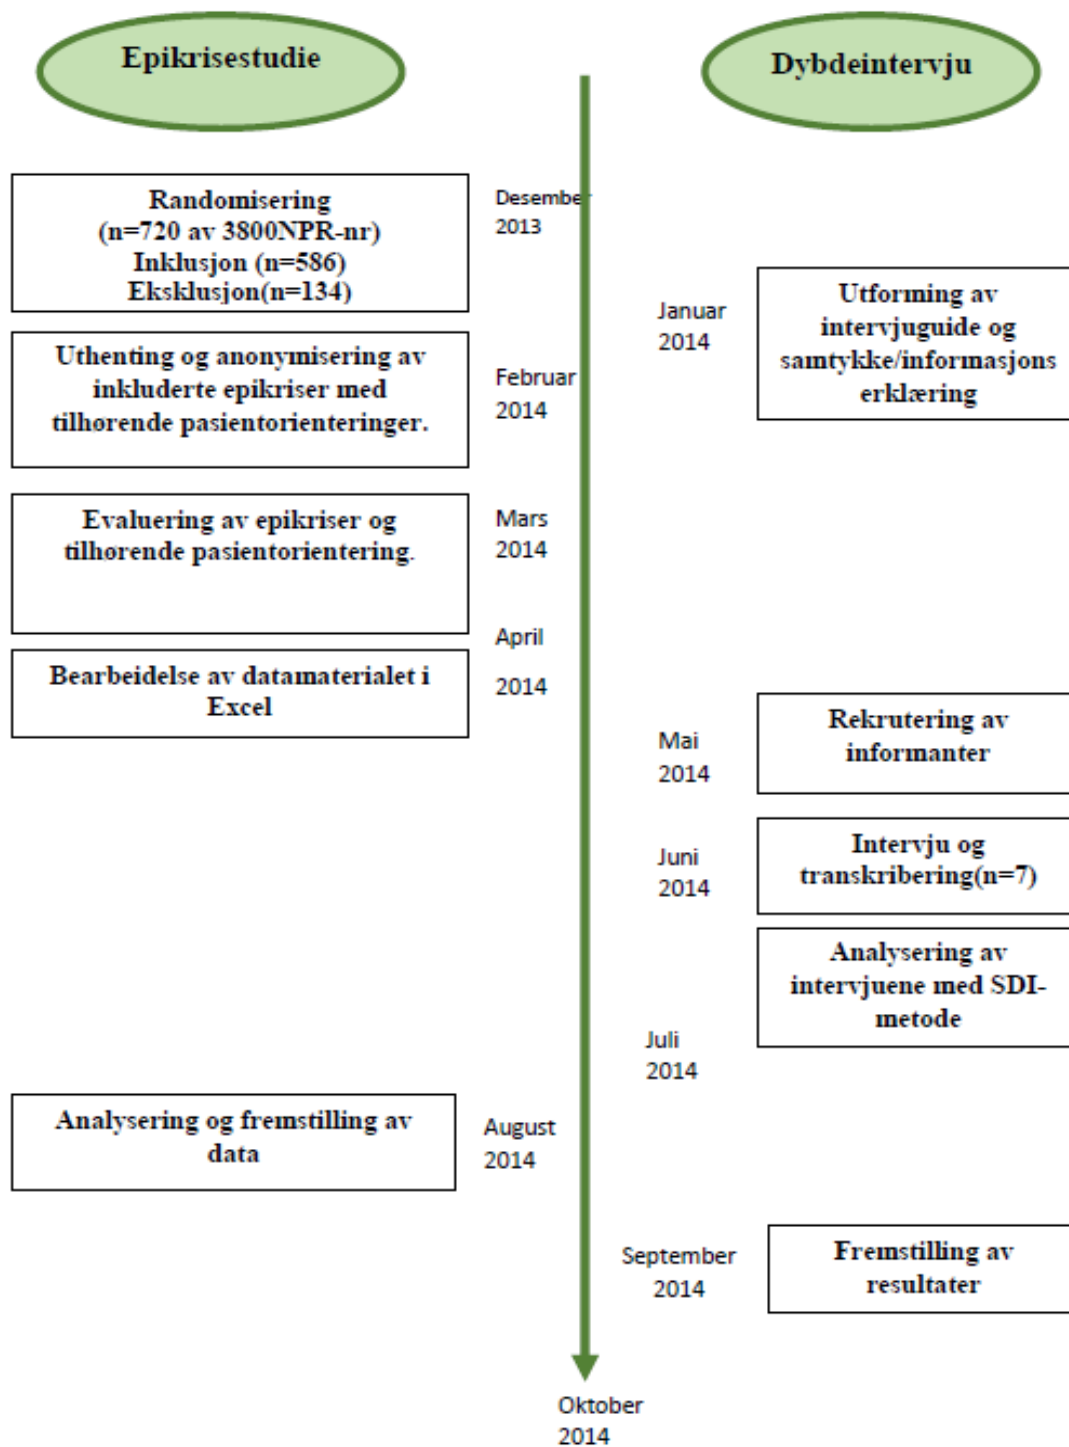 Epikrisestudie
Dybdeintervju
Randomisering
(n=720 av 3800NPR-nr)
Inklusjon (n=586)
Eksklusjon(n=134)
Desember
2013
Januar
2014
Utforming av
intervjuguide og
samtykke/informasjons
erklæring
Uthenting og anonymisering av
inkluderte epikriser med
tilhørende pasientorienteringer.
Februar
2014
Evaluering av epikriser og
tilhørende pasientorientering.
Mars
2014
April
2014
Bearbeidelse av datamaterialet i
Excel
Mai
2014
Rekrutering av
informanter
Juni
2014
Intervju og
transkribering(n=7)
Analysering av
intervjuene med SDI-
metode
Juli
2014
Analysering og fremstilling av
data
August
2014
September
2014
Fremstilling av
resultater
Oktober
2014